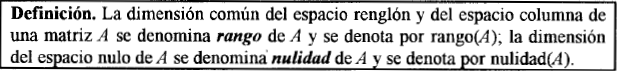 Definición. La dimensión común del espacio renglón y del espacio columna de
una matriz A se denomina rango de A y se denota por rango(A); la dimensión
del espacio nulo de A se denomina nulidad de A y se denota por nulidad(A).